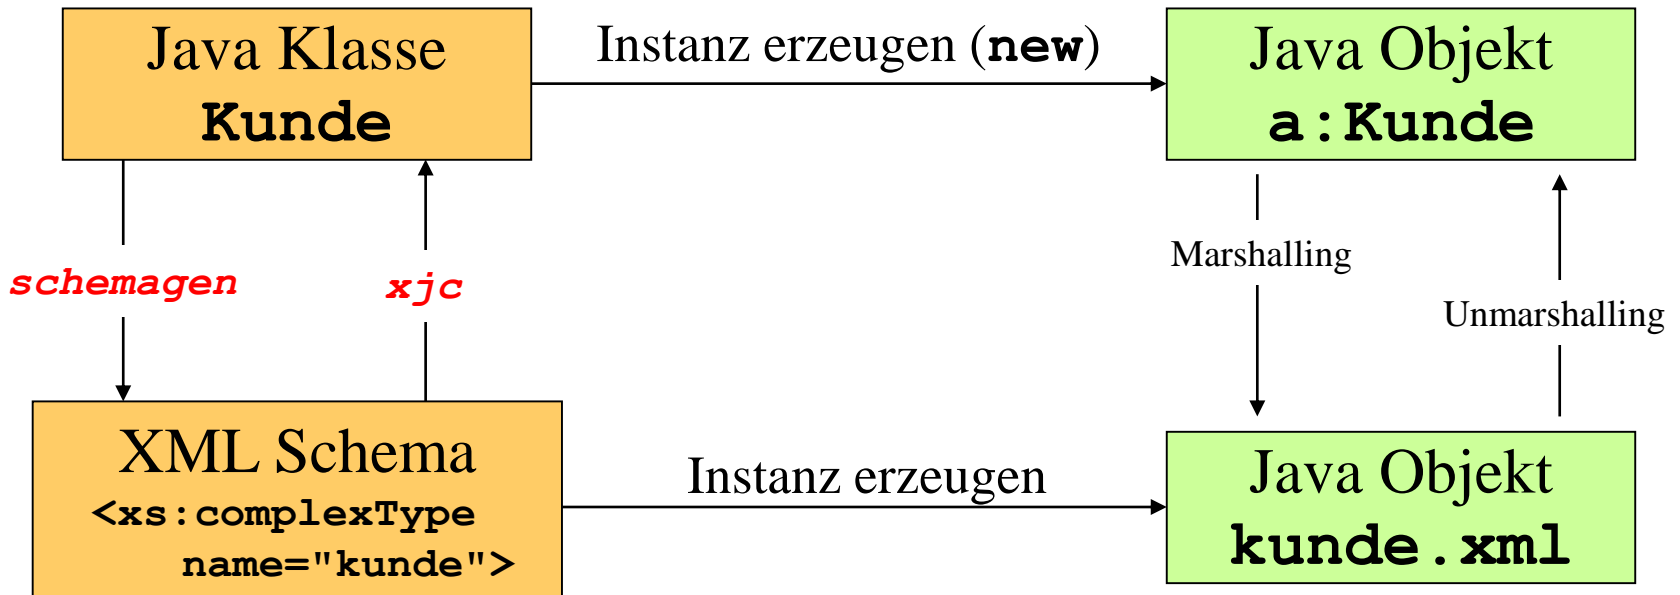 Java Klasse
Kunde
Instanz erzeugen (new)
Java Objekt
a:Kunde
schemagen
xjc
Marshalling
Unmarshalling
XML Schema
<xs:complexType
name="kunde">
Instanz erzeugen
Java Objekt
kunde.xml